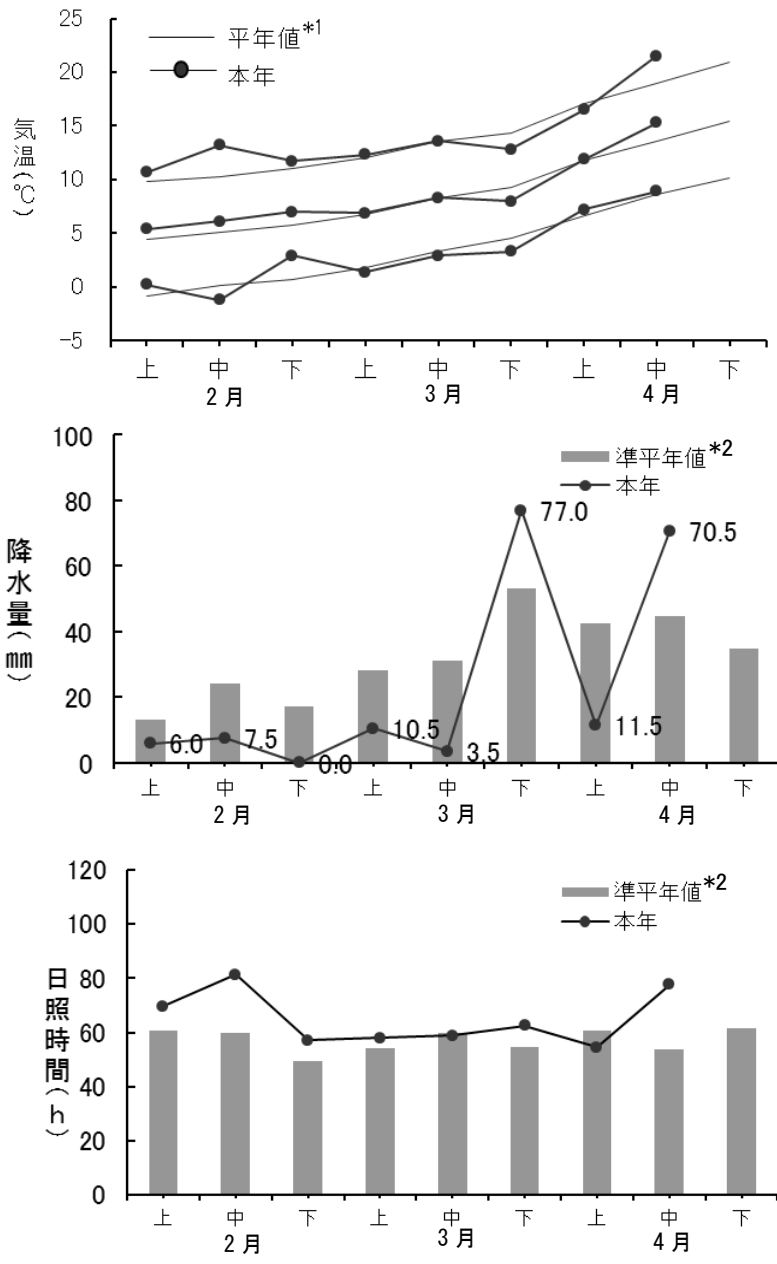 25
平年値*1
本年
20
15
10
5
0
-5
気温(℃)
上 中 下 上 中 下 上 中 下
2月 3月 4月
100
準平年値*2
本年
80
77.0
70.5
60
40
20
6.0 7.5 0.0 10.5 3.5 11.5
0
降水量(㎜)
上 中 下 上 中 下 上 中 下
2月 3月 4月
120
準平年値*2
本年
100
80
60
40
20
0
日照時間(h)
上 中 下 上 中 下 上 中 下
2月 3月 4月